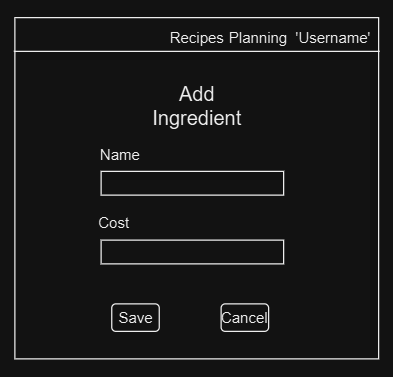 Recipes Planning 'Username'
Add
Ingredient
Name
Cost
Save Cancel